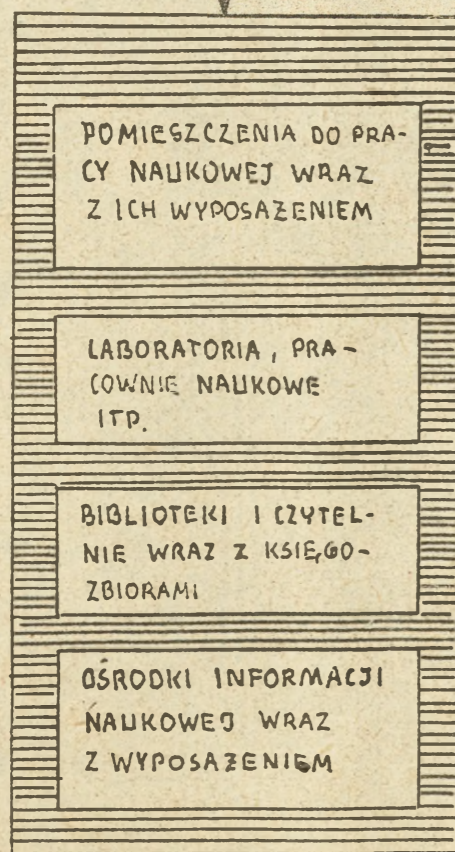 POMIESZCZENIA DO PRA-
CY NAUKOWEJ WRAZ
Z ICH WYPOSAŻENIEM
LABORATORIA, PRA-
COWNIE NAUKOWE
ITP.
BIBLIOTEKI I CZYTEL-
NIE WRAZ Z KSIĘGO-
ZBIORAMI
OŚRODKI INFORMACJI
NAUKOWEJ WRAZ
Z WYPOSAŻENIEM